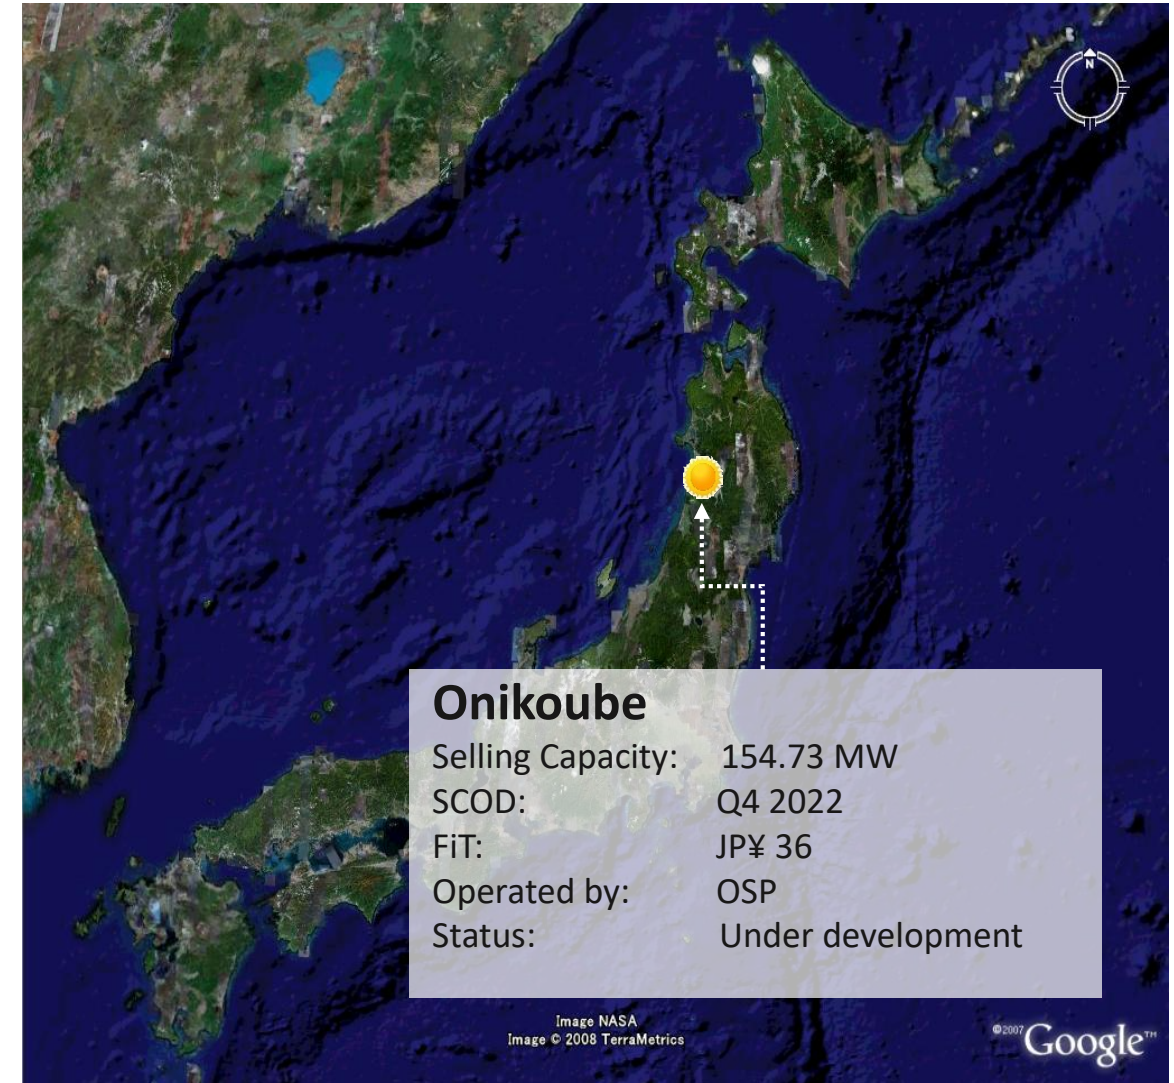 N
Onikoube
Selling Capacity: 154.73 MW
SCOD: Q4 2022
FiT: JP¥ 36
Operated by: OSP
Status: Under development
Image NASA
Image © 2008 TerraMetrics
©2007 Google™